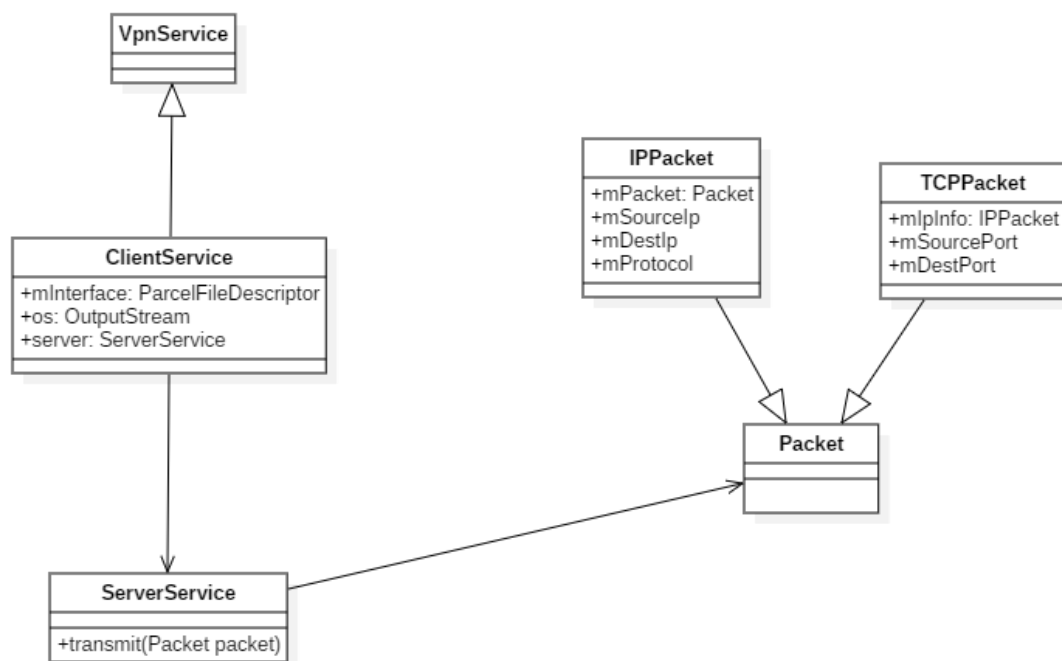 VpnService
IPPacket
+mPacket: Packet
+mSourceIp
+mDestIp
+mProtocol
TCPPacket
+mIpInfo: IPPacket
+mSourcePort
+mDestPort
ClientService
+mInterface: ParcelFileDescriptor
+os: OutputStream
+server: ServerService
Packet
ServerService
+transmit(Packet packet)